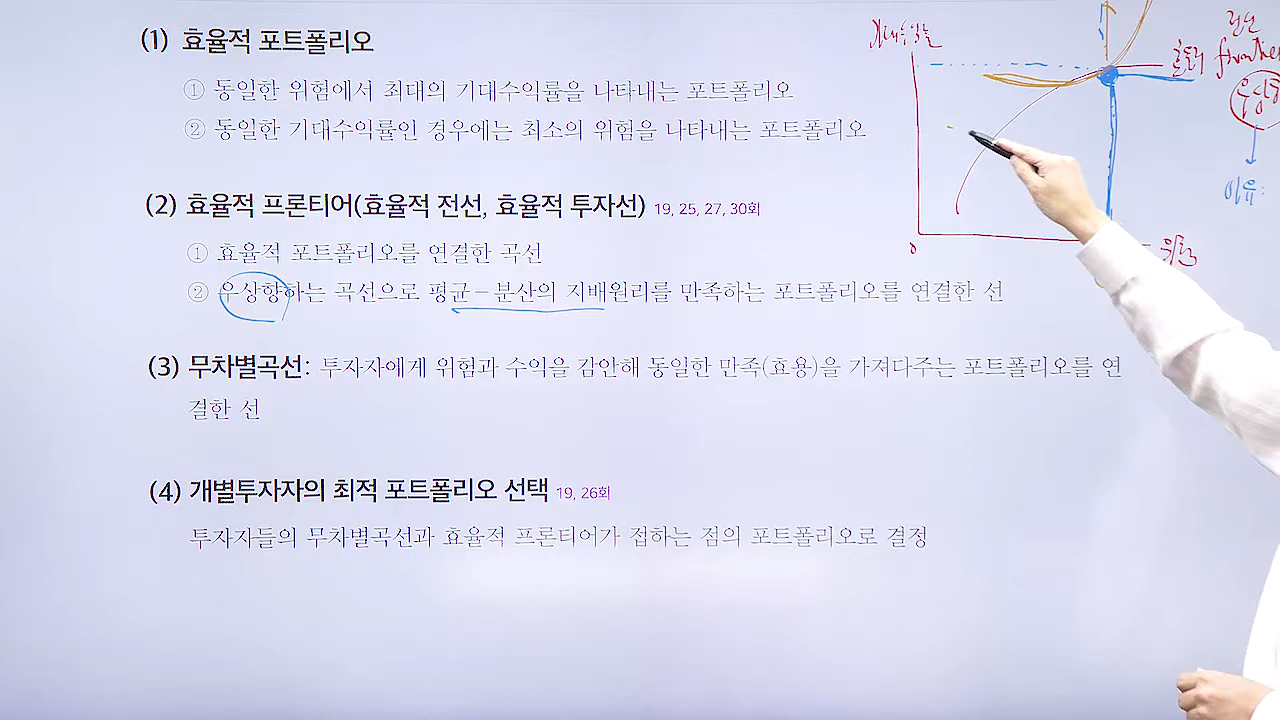 (1) 효율적 포트폴리오
① 동일한 위험에서 최대의 기대수익률을 나타내는 포트폴리오
② 동일한 기대수익률인 경우에는 최소의 위험을 나타내는 포트폴리오
(2) 효율적 프론티어(효율적 전선, 효율적 투자선) 19, 25, 27, 30회
① 효율적 포트폴리오를 연결한 곡선
② 우상향하는 곡선으로 평균-분산의 지배원리를 만족하는 포트폴리오를 연결한 선
(3) 무차별곡선: 투자자에게 위험과 수익을 감안해 동일한 만족(효용)을 가져다주는 포트폴리오를 연
결한 선
(4) 개별투자자의 최적 포트폴리오 선택 19, 26회
투자자들의 무차별곡선과 효율적 프론티어가 접하는 점의 포트폴리오로 결정
기대수익률
전선
0
위험
이유: